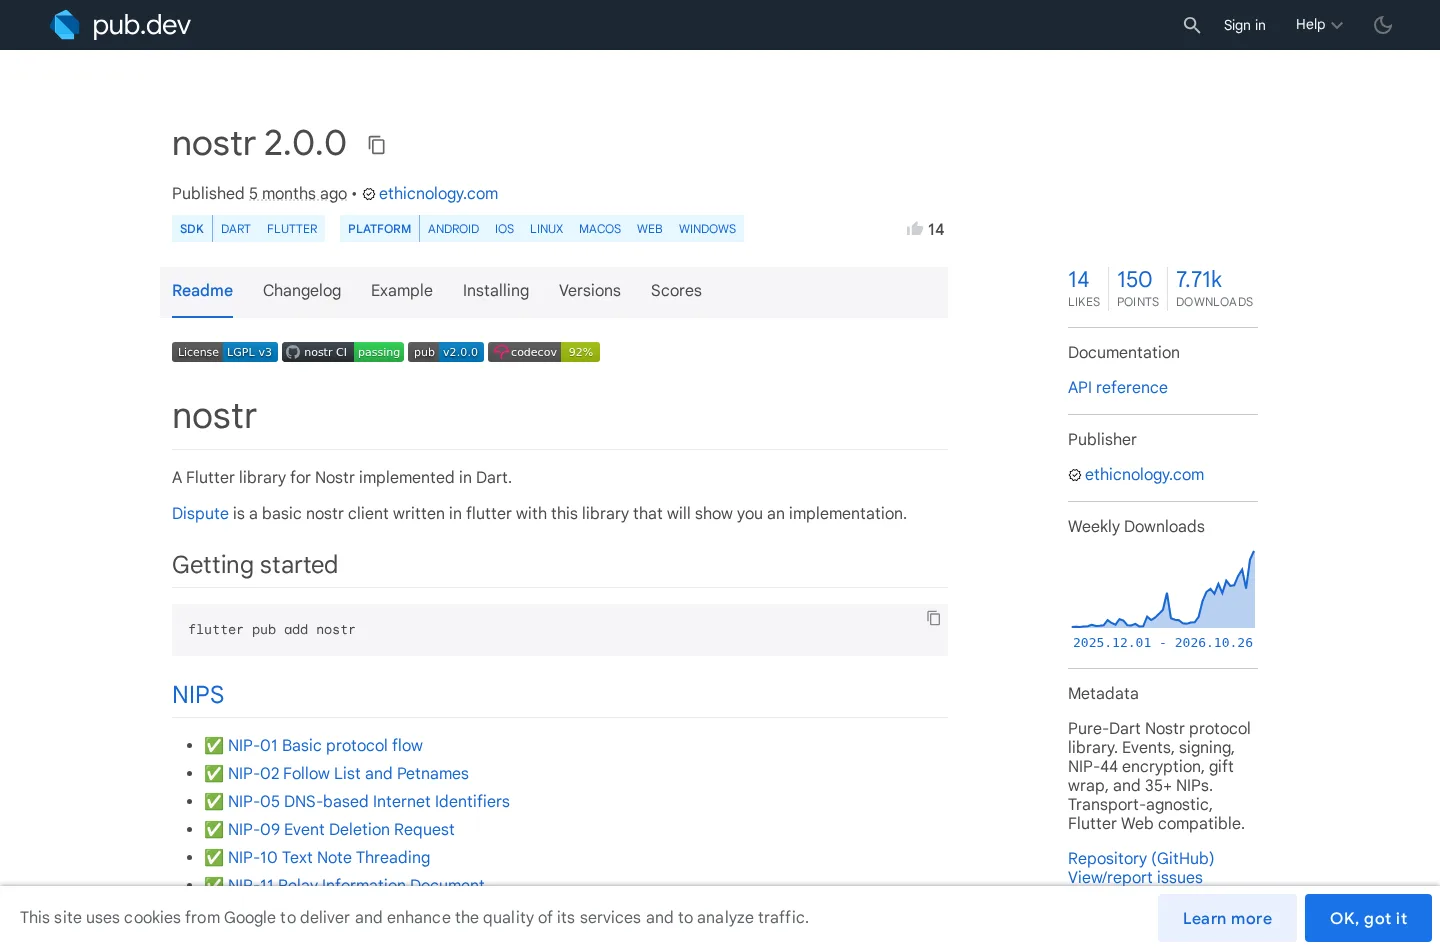 pub.dev
Sign in
Help
nostr 2.0.0
Published 5 months ago • ethicnology.com
SDK DART FLUTTER PLATFORM ANDROID IOS LINUX MACOS WEB WINDOWS
14
Readme Changelog Example Installing Versions Scores
License LGPL v3 nostr CI passing pub v2.0.0 codecov 92%
nostr
A Flutter library for Nostr implemented in Dart.
Dispute is a basic nostr client written in flutter with this library that will show you an implementation.
Getting started
flutter pub add nostr
NIPS
• ✅ NIP-01 Basic protocol flow
• ✅ NIP-02 Follow List and Petnames
• ✅ NIP-05 DNS-based Internet Identifiers
• ✅ NIP-09 Event Deletion Request
• ✅ NIP-10 Text Note Threading
• ✅ NIP-11 Relay Information Document
14 150 7.71k
LIKES POINTS DOWNLOADS
Documentation
API reference
Publisher
ethicnology.com
Weekly Downloads
2025.12.01 - 2026.10.26
Metadata
Pure-Dart Nostr protocol
library. Events, signing,
NIP-44 encryption, gift
wrap, and 35+ NIPs.
Transport-agnostic,
Flutter Web compatible.
Repository (GitHub)
View/report issues
This site uses cookies from Google to deliver and enhance the quality of its services and to analyze traffic.
Learn more
OK, got it